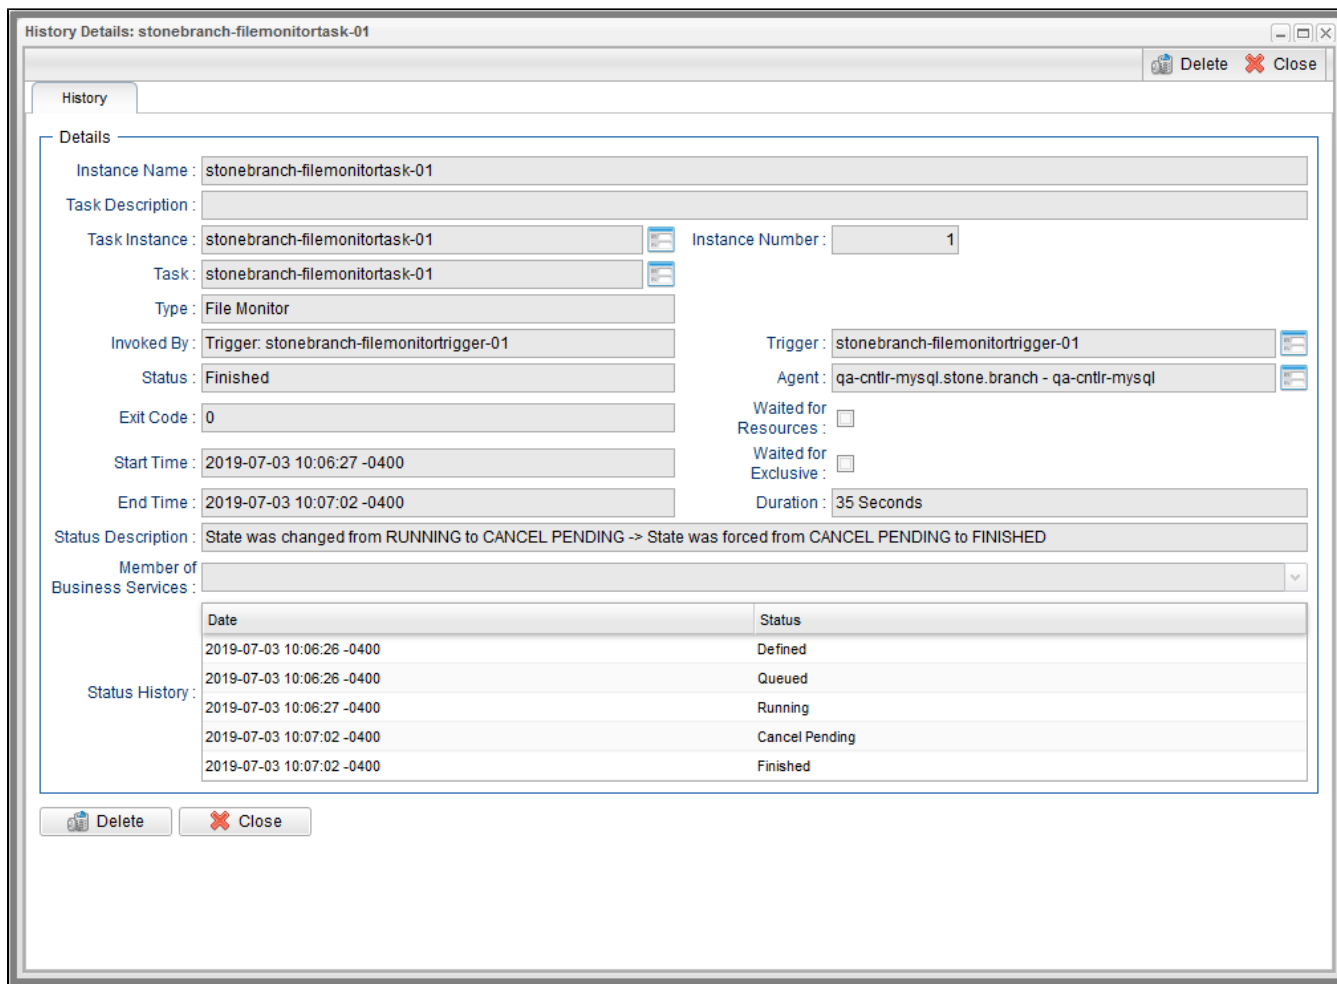 History Details: stonebranch-filemonitortask-01
Delete Close
History
Details
Instance Name : stonebranch-filemonitortask-01
Task Description :
Task Instance : stonebranch-filemonitortask-01 Instance Number : 1
Task : stonebranch-filemonitortask-01
Type : File Monitor
Invoked By : Trigger: stonebranch-filemonitortrigger-01 Trigger : stonebranch-filemonitortrigger-01
Status : Finished Agent : qa-cntlr-mysql.stone.branch - qa-cntlr-mysql
Exit Code : 0 Waited for
Resources :
Start Time : 2019-07-03 10:06:27 -0400 Waited for
Exclusive :
End Time : 2019-07-03 10:07:02 -0400 Duration : 35 Seconds
Status Description : State was changed from RUNNING to CANCEL PENDING -> State was forced from CANCEL PENDING to FINISHED
Member of
Business Services :
Status History :
Date Status
2019-07-03 10:06:26 -0400 Defined
2019-07-03 10:06:26 -0400 Queued
2019-07-03 10:06:27 -0400 Running
2019-07-03 10:07:02 -0400 Cancel Pending
2019-07-03 10:07:02 -0400 Finished
Delete Close